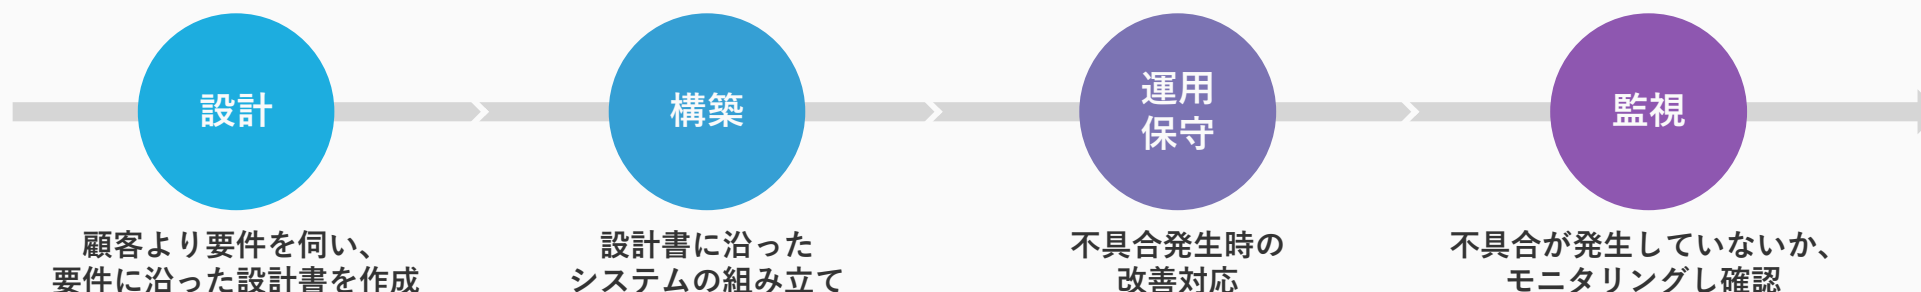 設計
構築
運用
保守
監視
顧客より要件を伺い、
要件に沿った設計書を作成
設計書に沿った
システムの組み立て
不具合発生時の
改善対応
不具合が発生していないか、
モニタリングし確認